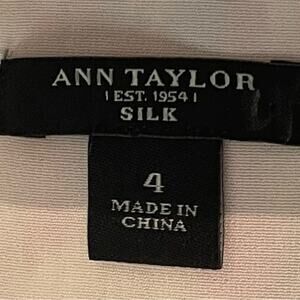 ANN TAYLOR
| EST. 1954 |
SILK
4
MADE IN
CHINA